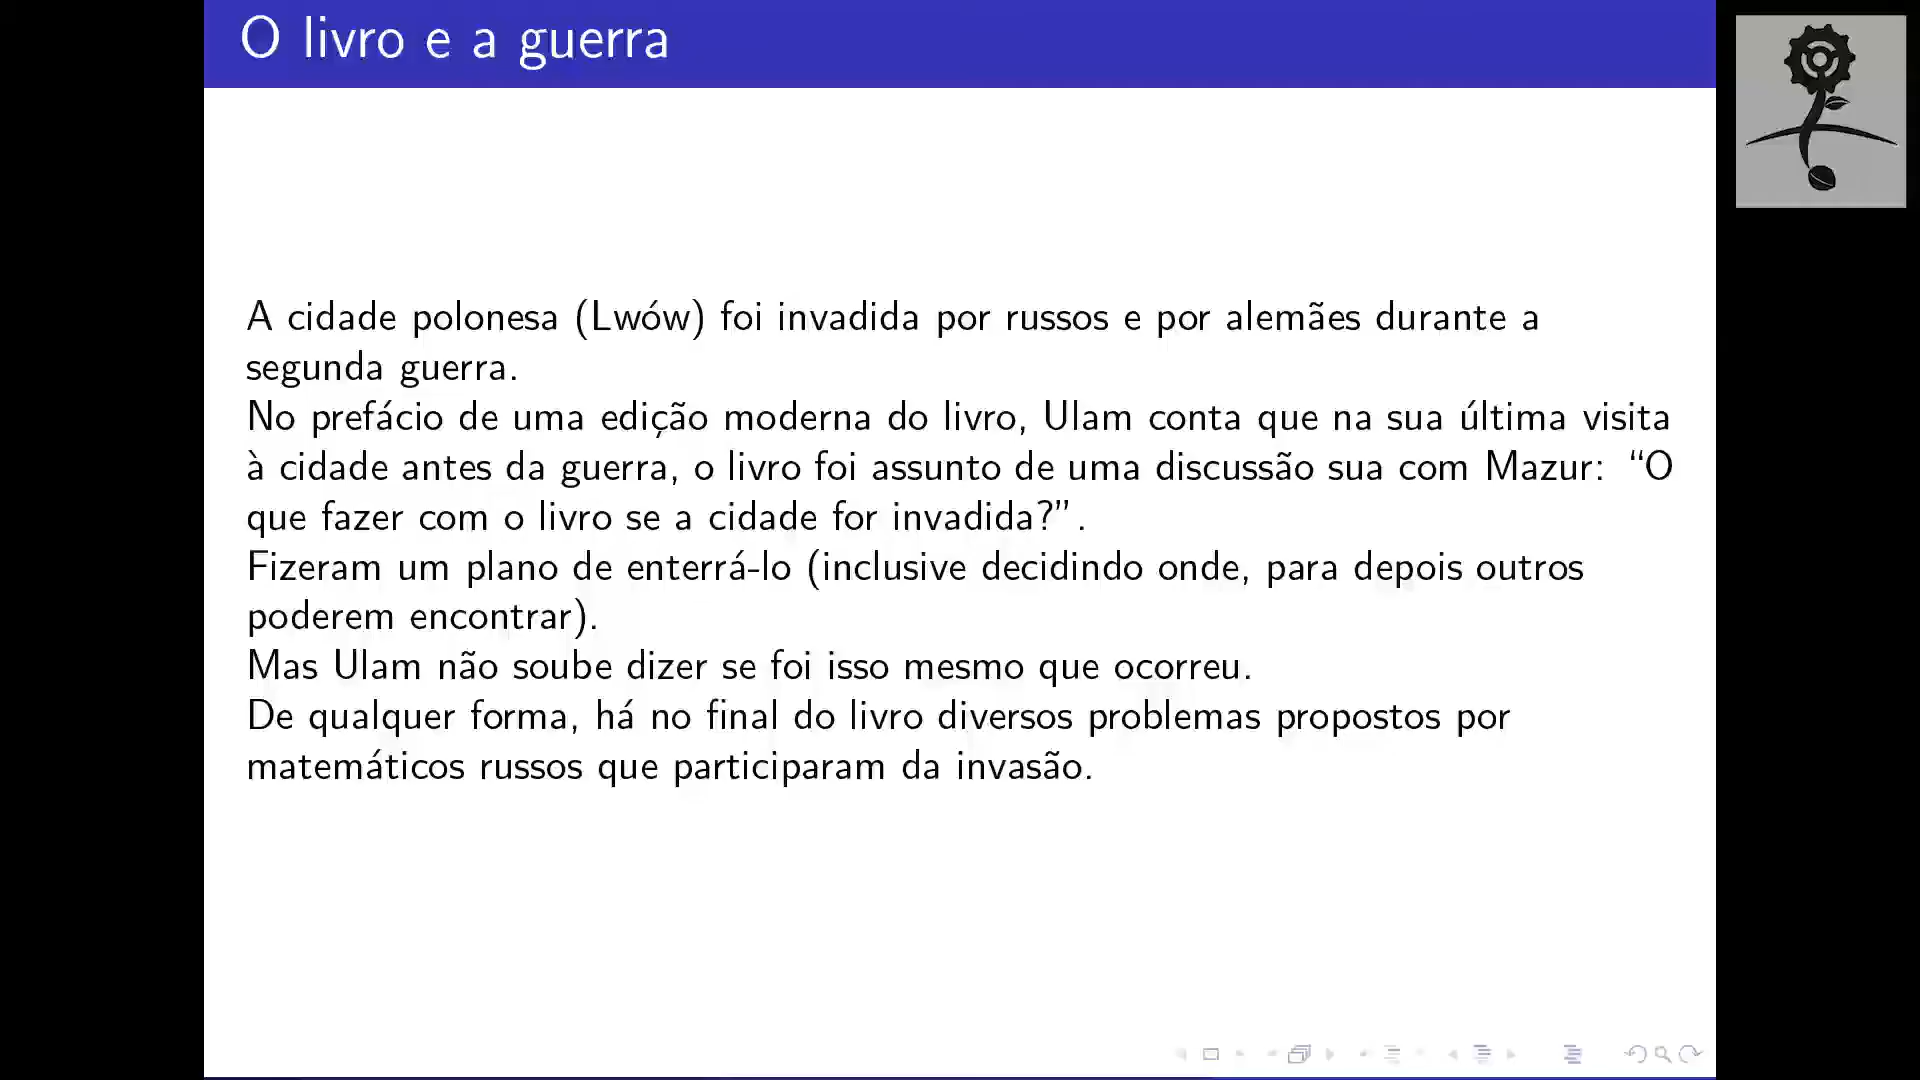 O livro e a guerra
A cidade polonesa (Lwów) foi invadida por russos e por alemães durante a
segunda guerra.
No prefácio de uma edição moderna do livro, Ulam conta que na sua última visita
à cidade antes da guerra, o livro foi assunto de uma discussão sua com Mazur: “O
que fazer com o livro se a cidade for invadida?”.
Fizeram um plano de enterrá-lo (inclusive decidindo onde, para depois outros
poderem encontrar).
Mas Ulam não soube dizer se foi isso mesmo que ocorreu.
De qualquer forma, há no final do livro diversos problemas propostos por
matemáticos russos que participaram da invasão.